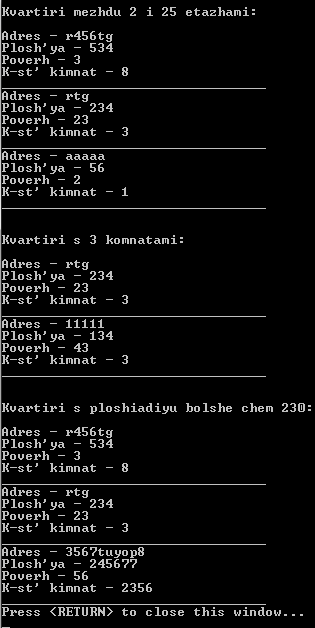 Kvartiri mezhdu 2 i 25 etazhami:
Adres - r456tg
Plosh'ya - 534
Poverh - 3
K-st' kimnat - 8
Adres - rtg
Plosh'ya - 234
Poverh - 23
K-st' kimnat - 3
Adres - aaaaa
Plosh'ya - 56
Poverh - 2
K-st' kimnat - 1
Kvartiri s 3 komnatami:
Adres - rtg
Plosh'ya - 234
Poverh - 23
K-st' kimnat - 3
Adres - 11111
Plosh'ya - 134
Poverh - 43
K-st' kimnat - 3
Kvartiri s ploshiadiyu bolshe chem 230:
Adres - r456tg
Plosh'ya - 534
Poverh - 3
K-st' kimnat - 8
Adres - rtg
Plosh'ya - 234
Poverh - 23
K-st' kimnat - 3
Adres - 3567tuyop8
Plosh'ya - 245677
Poverh - 56
K-st' kimnat - 2356
Press <RETURN> to close this window...